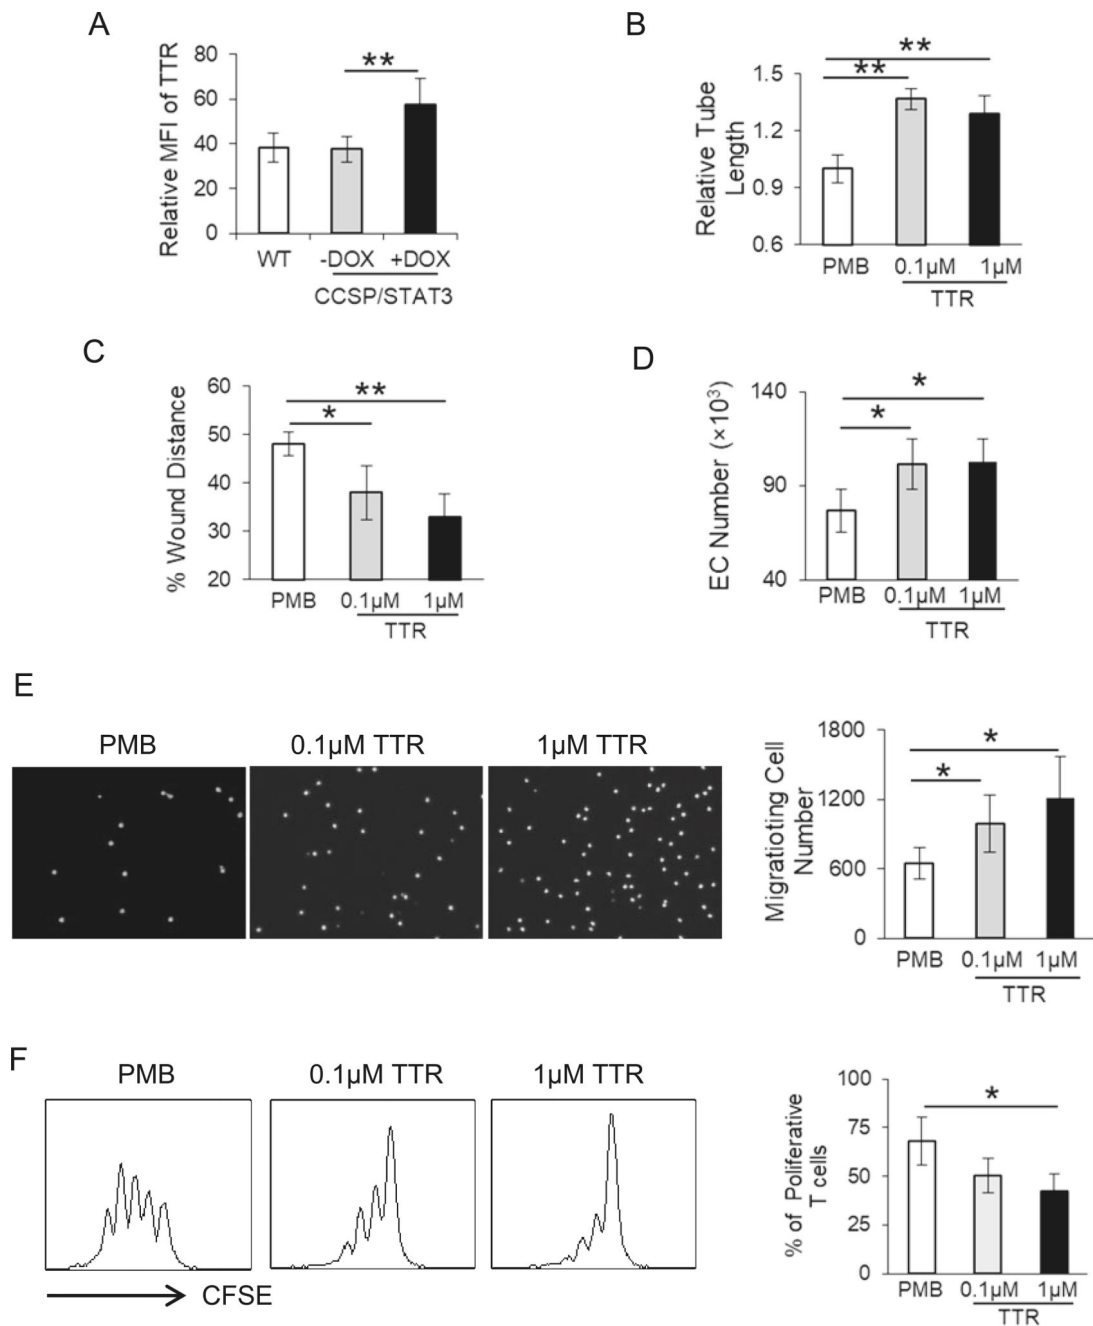 A
Relative MFI of TTR
80
60
40
20
0
**
WT
-DOX
+DOX
CCSP/STAT3
B
Relative Tube
Length
1.5
1.2
0.9
0.6
**
**
PMB
0.1µM
1µM
TTR
C
% Wound Distance
60
50
40
30
20
**
*
PMB
0.1µM
1µM
TTR
D
EC Number (×10³)
140
90
40
*
*
PMB
0.1µM
1µM
TTR
E
PMB
0.1µM TTR
1µM TTR
Migratioting Cell
Number
1800
1200
600
0
*
*
PMB
0.1µM
1µM
TTR
F
PMB
0.1µM TTR
1µM TTR
CFSE
% of Poliferative
T cells
100
75
50
25
0
*
PMB
0.1µM
1µM
TTR